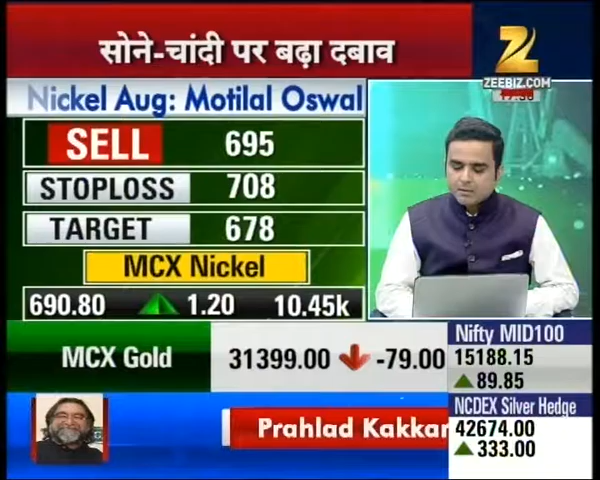 सोने-चांदी पर बढ़ा दबाव
ZEEBIZ.COM
Nickel Aug: Motilal Oswal
SELL 695
STOPLOSS 708
TARGET 678
MCX Nickel
690.80 1.20 10.45k
MCX Gold 31399.00 -79.00
Nifty MID100
15188.15
89.85
NCDEX Silver Hedge
42674.00
333.00
Prahlad Kakkar